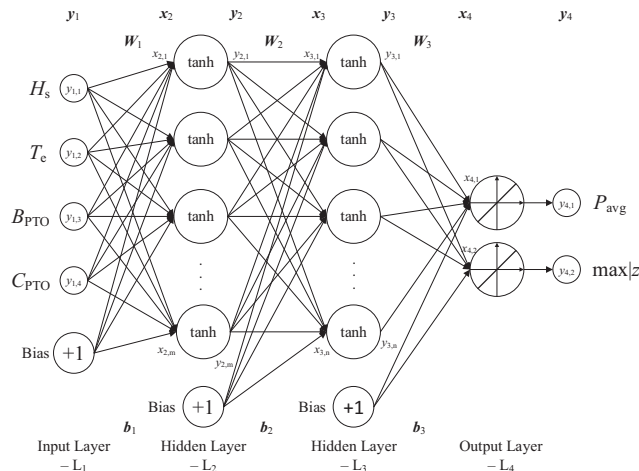 y₁ x₂ y₂ x₃ y₃ x₄ y₄
W₁ W₂ W₃
x₂,₁ y₂,₁ x₃,₁ y₃,₁
tanh tanh
Hₛ y₁,₁
Tₑ y₁,₂ tanh tanh
x₄,₁
B_PTO y₁,₃ tanh tanh y₄,₁ P_avg
x₄,₂
C_PTO y₁,₄ y₄,₂ max|z
tanh tanh
Bias +1 x₂,ₘ y₂,ₘ x₃,ₙ y₃,ₙ
Bias +1 Bias +1
b₁ b₂ b₃
Input Layer Hidden Layer Hidden Layer Output Layer
– L₁ – L₂ – L₃ – L₄